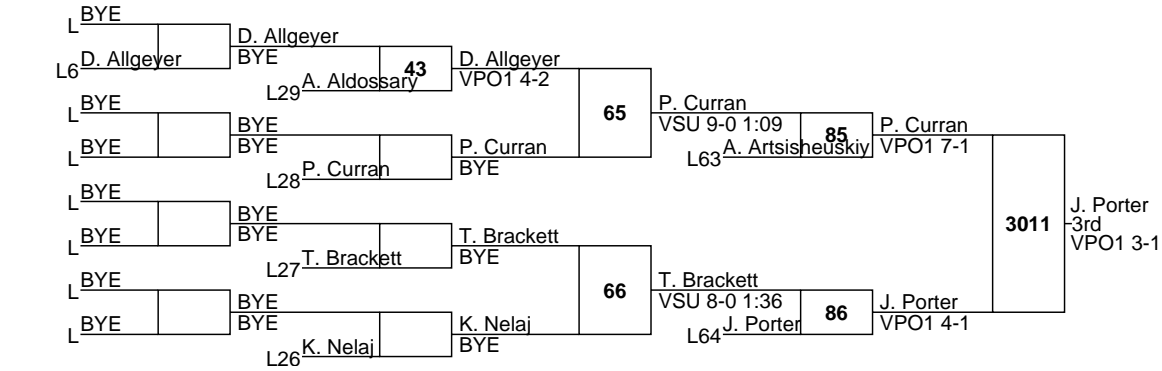 L BYE
D. Allgeyer
BYE
L6 D. Allgeyer
43
D. Allgeyer
VPO1 4-2
L29 A. Aldossary
65
P. Curran
VSU 9-0 1:09
L BYE
BYE
BYE
L BYE
P. Curran
BYE
L28 P. Curran
85
P. Curran
VPO1 7-1
L63 A. Artsisheuskiy
L BYE
BYE
BYE
L BYE
T. Brackett
BYE
L27 T. Brackett
3011
J. Porter
3rd
VPO1 3-1
66
T. Brackett
VSU 8-0 1:36
L BYE
BYE
BYE
L BYE
K. Nelaj
BYE
L26 K. Nelaj
86
J. Porter
VPO1 4-1
L64 J. Porter